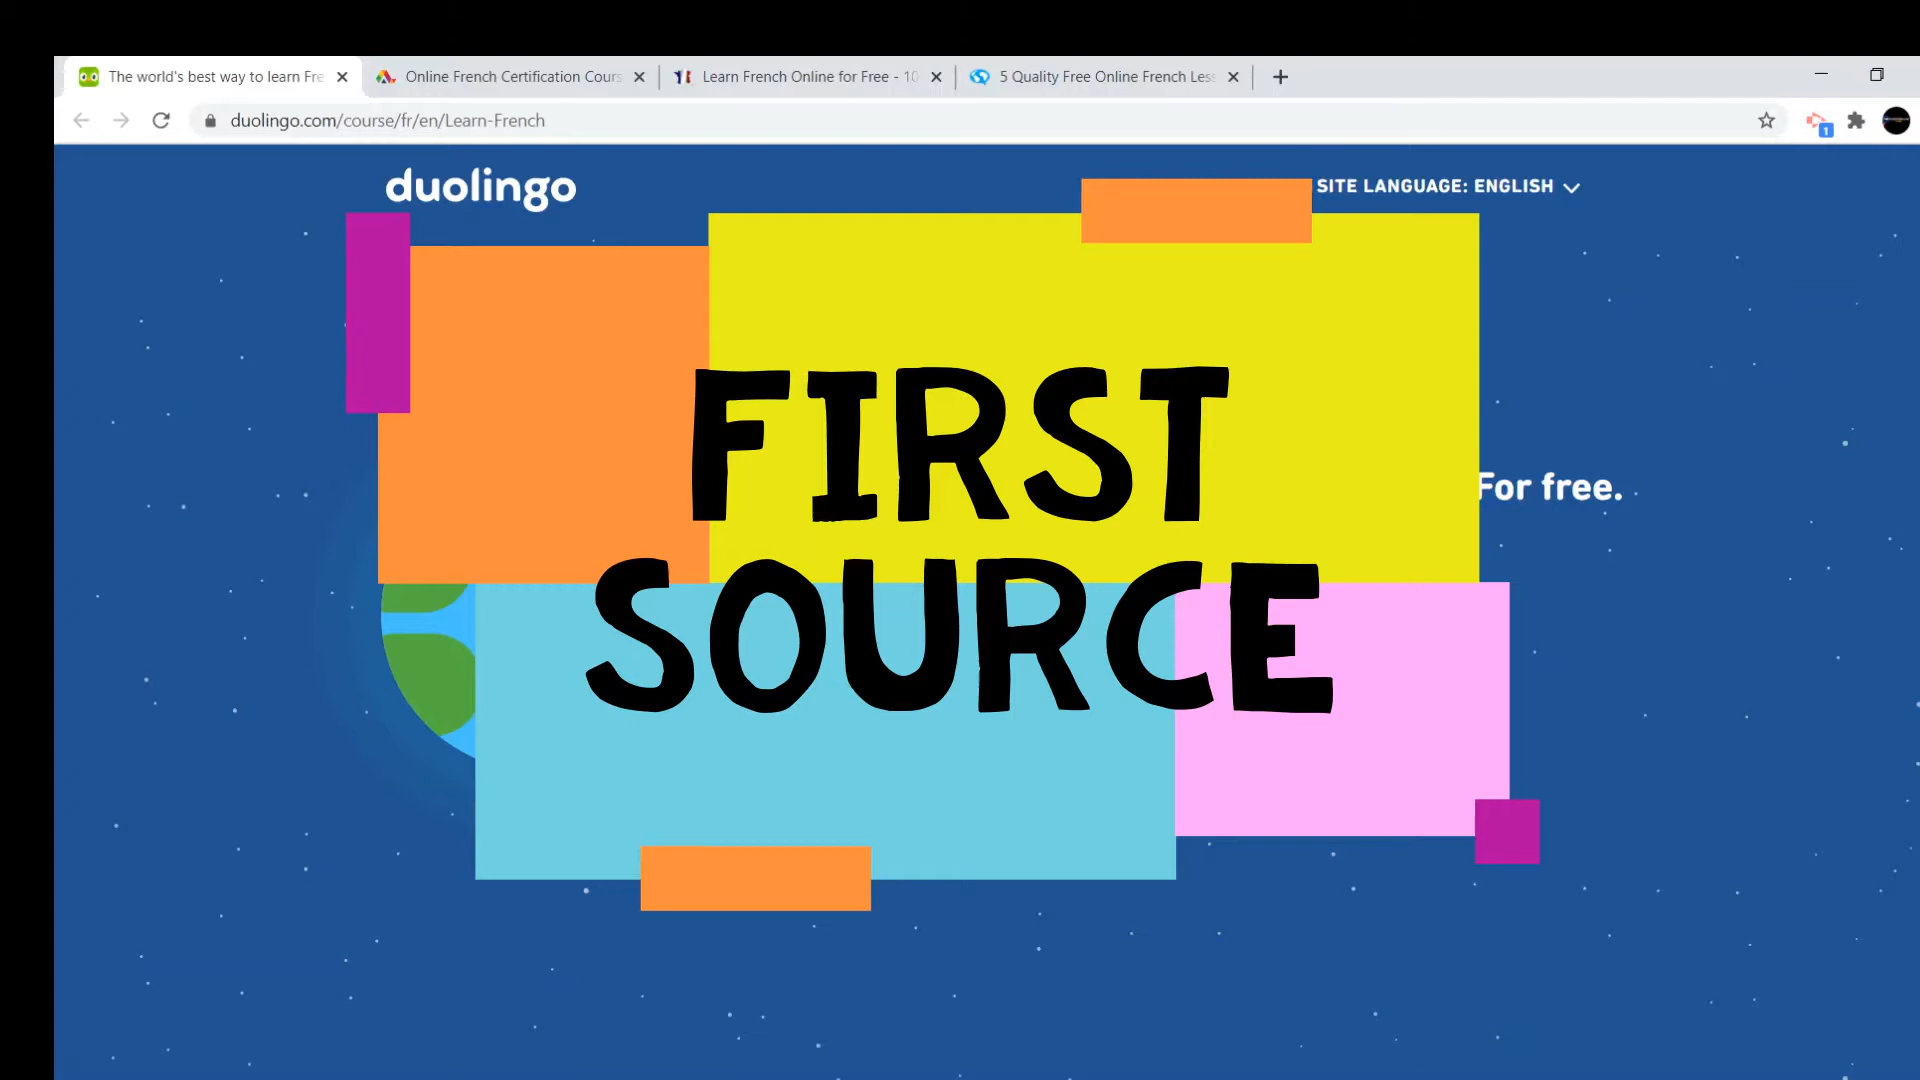 The world's best way to learn Fre
Online French Certification Cours
Learn French Online for Free - 10
5 Quality Free Online French Less
duolingo.com/course/fr/en/Learn-French
1
duolingo
SITE LANGUAGE: ENGLISH
For free.
FIRST
SOURCE